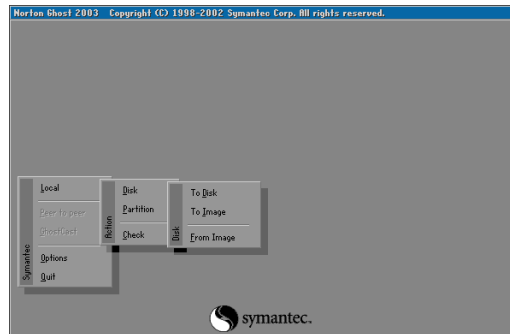 Norton Ghost 2003 Copyright (C) 1998-2002 Symantec Corp. All rights reserved.
Symantec
Local
Peer to peer
GhostCast
Options
Quit
Action
Disk
Partition
Check
Disk
To Disk
To Image
From Image
symantec.